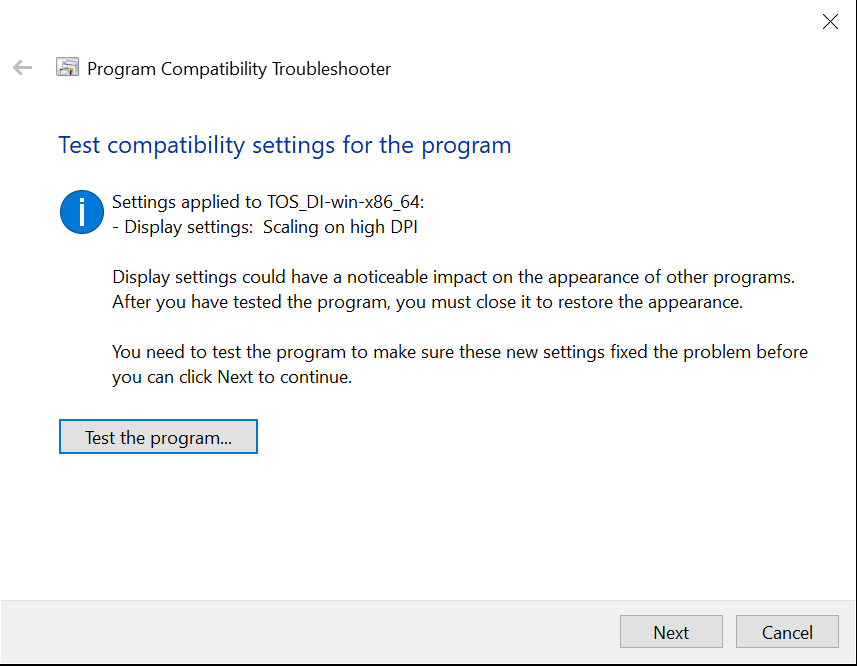 Program Compatibility Troubleshooter
Test compatibility settings for the program
Settings applied to TOS_DI-win-x86_64:
- Display settings:  Scaling on high DPI
Display settings could have a noticeable impact on the appearance of other programs.
After you have tested the program, you must close it to restore the appearance.
You need to test the program to make sure these new settings fixed the problem before
you can click Next to continue.
Test the program...
Next
Cancel